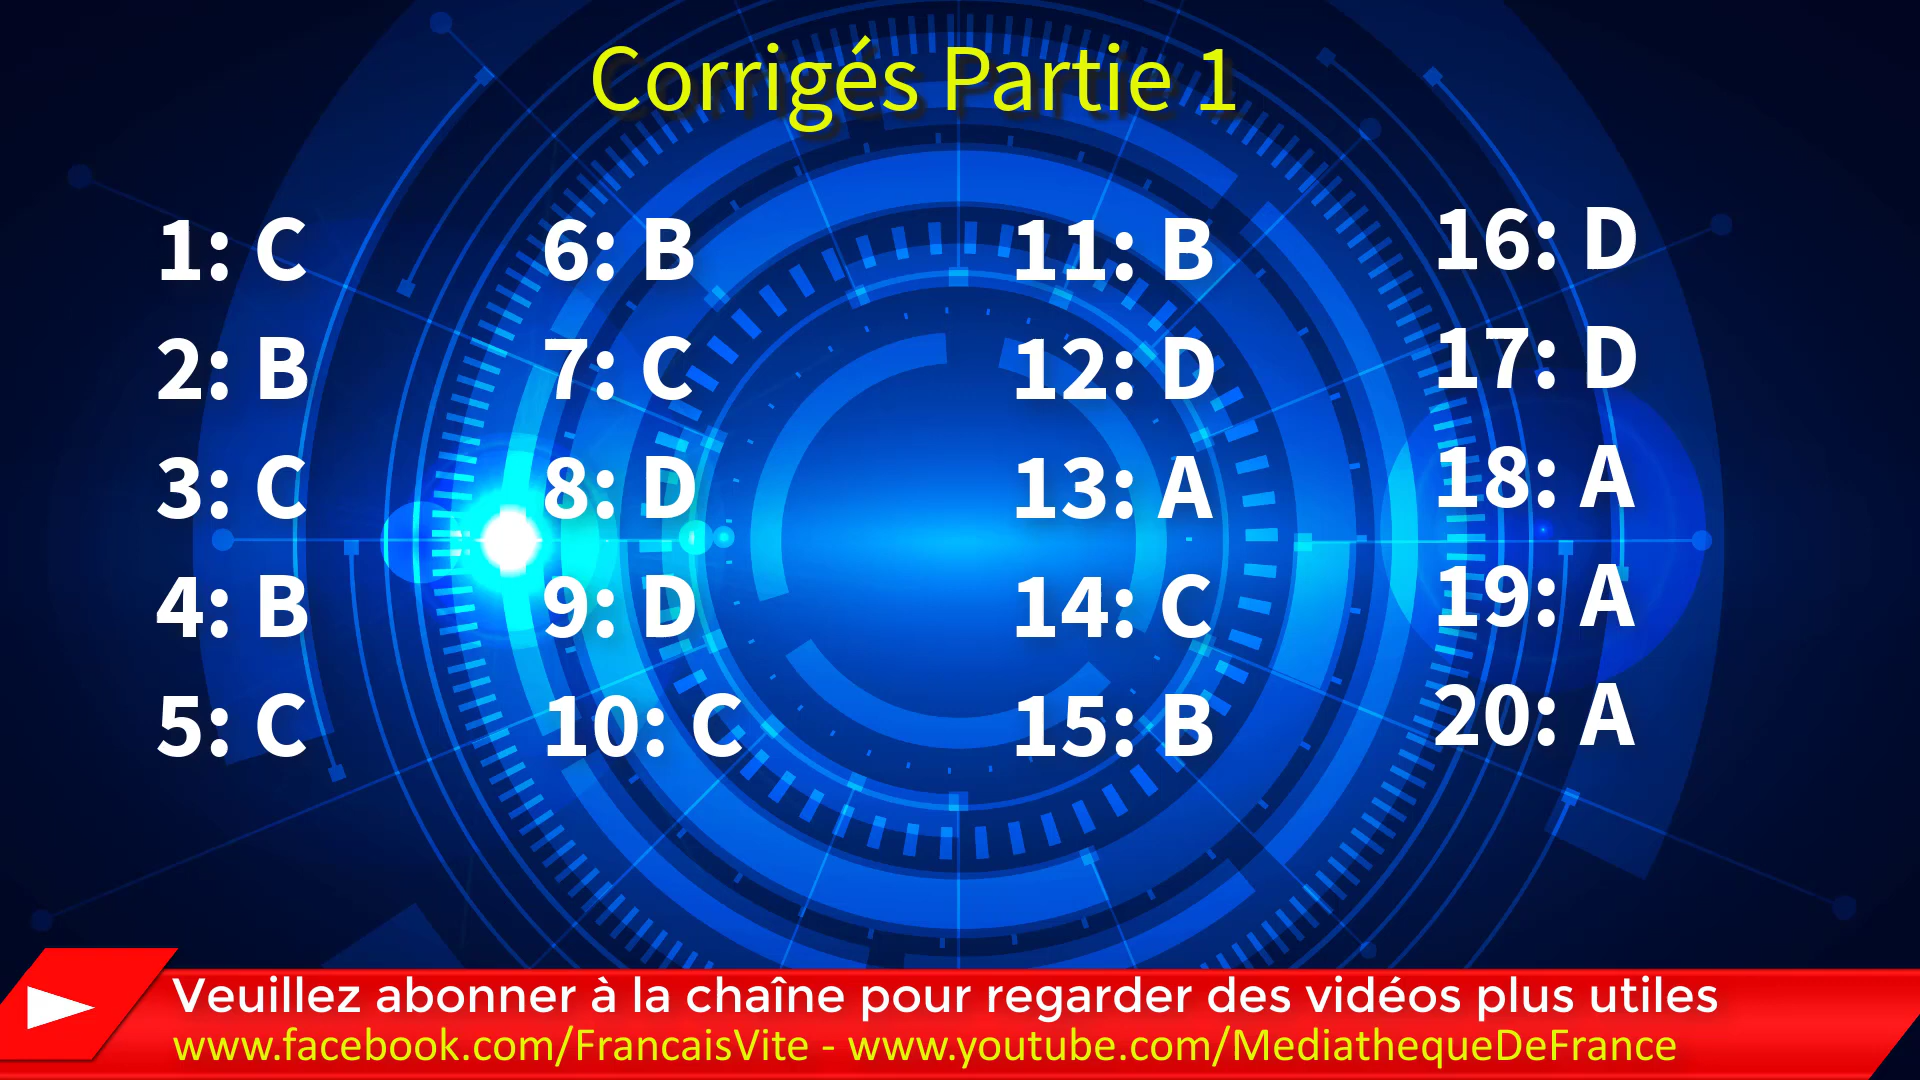 Corrigés Partie 1
1: C
2: B
3: C
4: B
5: C
6: B
7: C
8: D
9: D
10: C
11: B
12: D
13: A
14: C
15: B
16: D
17: D
18: A
19: A
20: A
Veuillez abonner à la chaîne pour regarder des vidéos plus utiles
www.facebook.com/FrancaisVite - www.youtube.com/MediathequeDeFrance